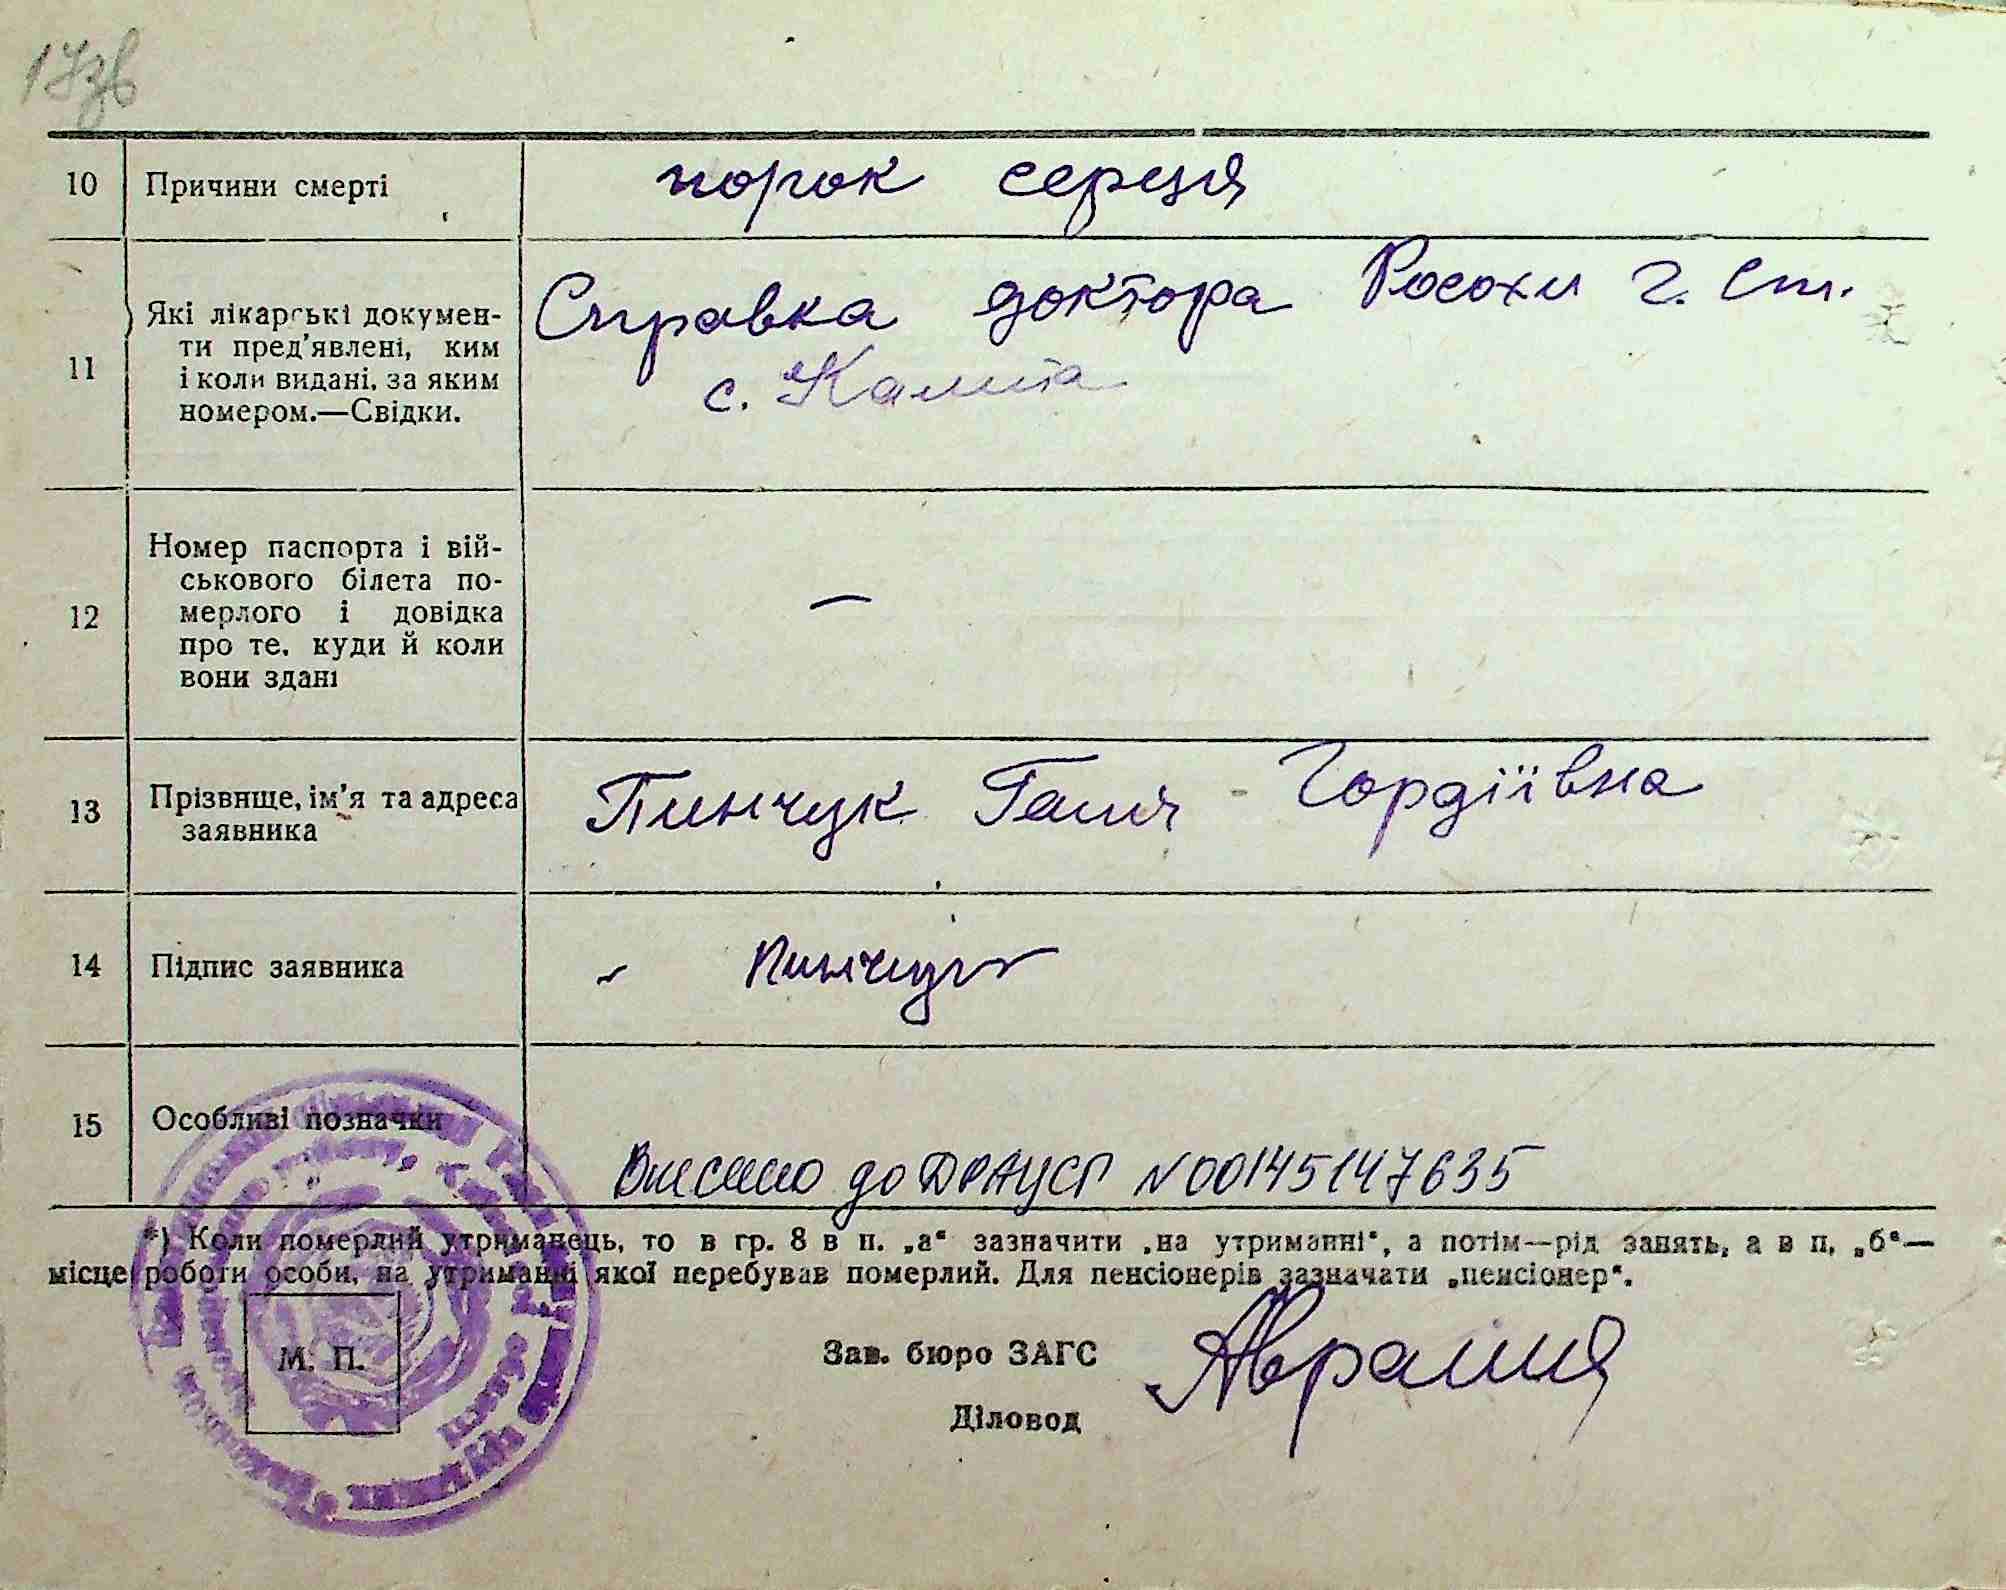 17зв
10 Причини смерті порок серця
11 Які лікарські докумен-
ти пред'явлені, ким
і коли видані, за яким
номером.—Свідки.
Справка доктора Росохи г. Ст.
с. Калита
12 Номер паспорта і вій-
ськового білета по-
мерлого і довідка
про те, куди й коли
вони здані
—
13 Прізвище, ім'я та адреса
заявника
Пинчук Галя Гордіївна
14 Підпис заявника Пинчук
15 Особливі позначки
Внесено до ДРАЦСГ N00145147635
*) Коли померлий утриманець, то в гр. 8 в п. „а“ зазначити „на утриманні“, а потім—рід занять, а в п. „б“—
місце роботи особи, на утриманні якої перебував померлий. Для пенсіонерів зазначати „пенсіонер“.
М. П.
Зав. бюро ЗАГС
Діловод